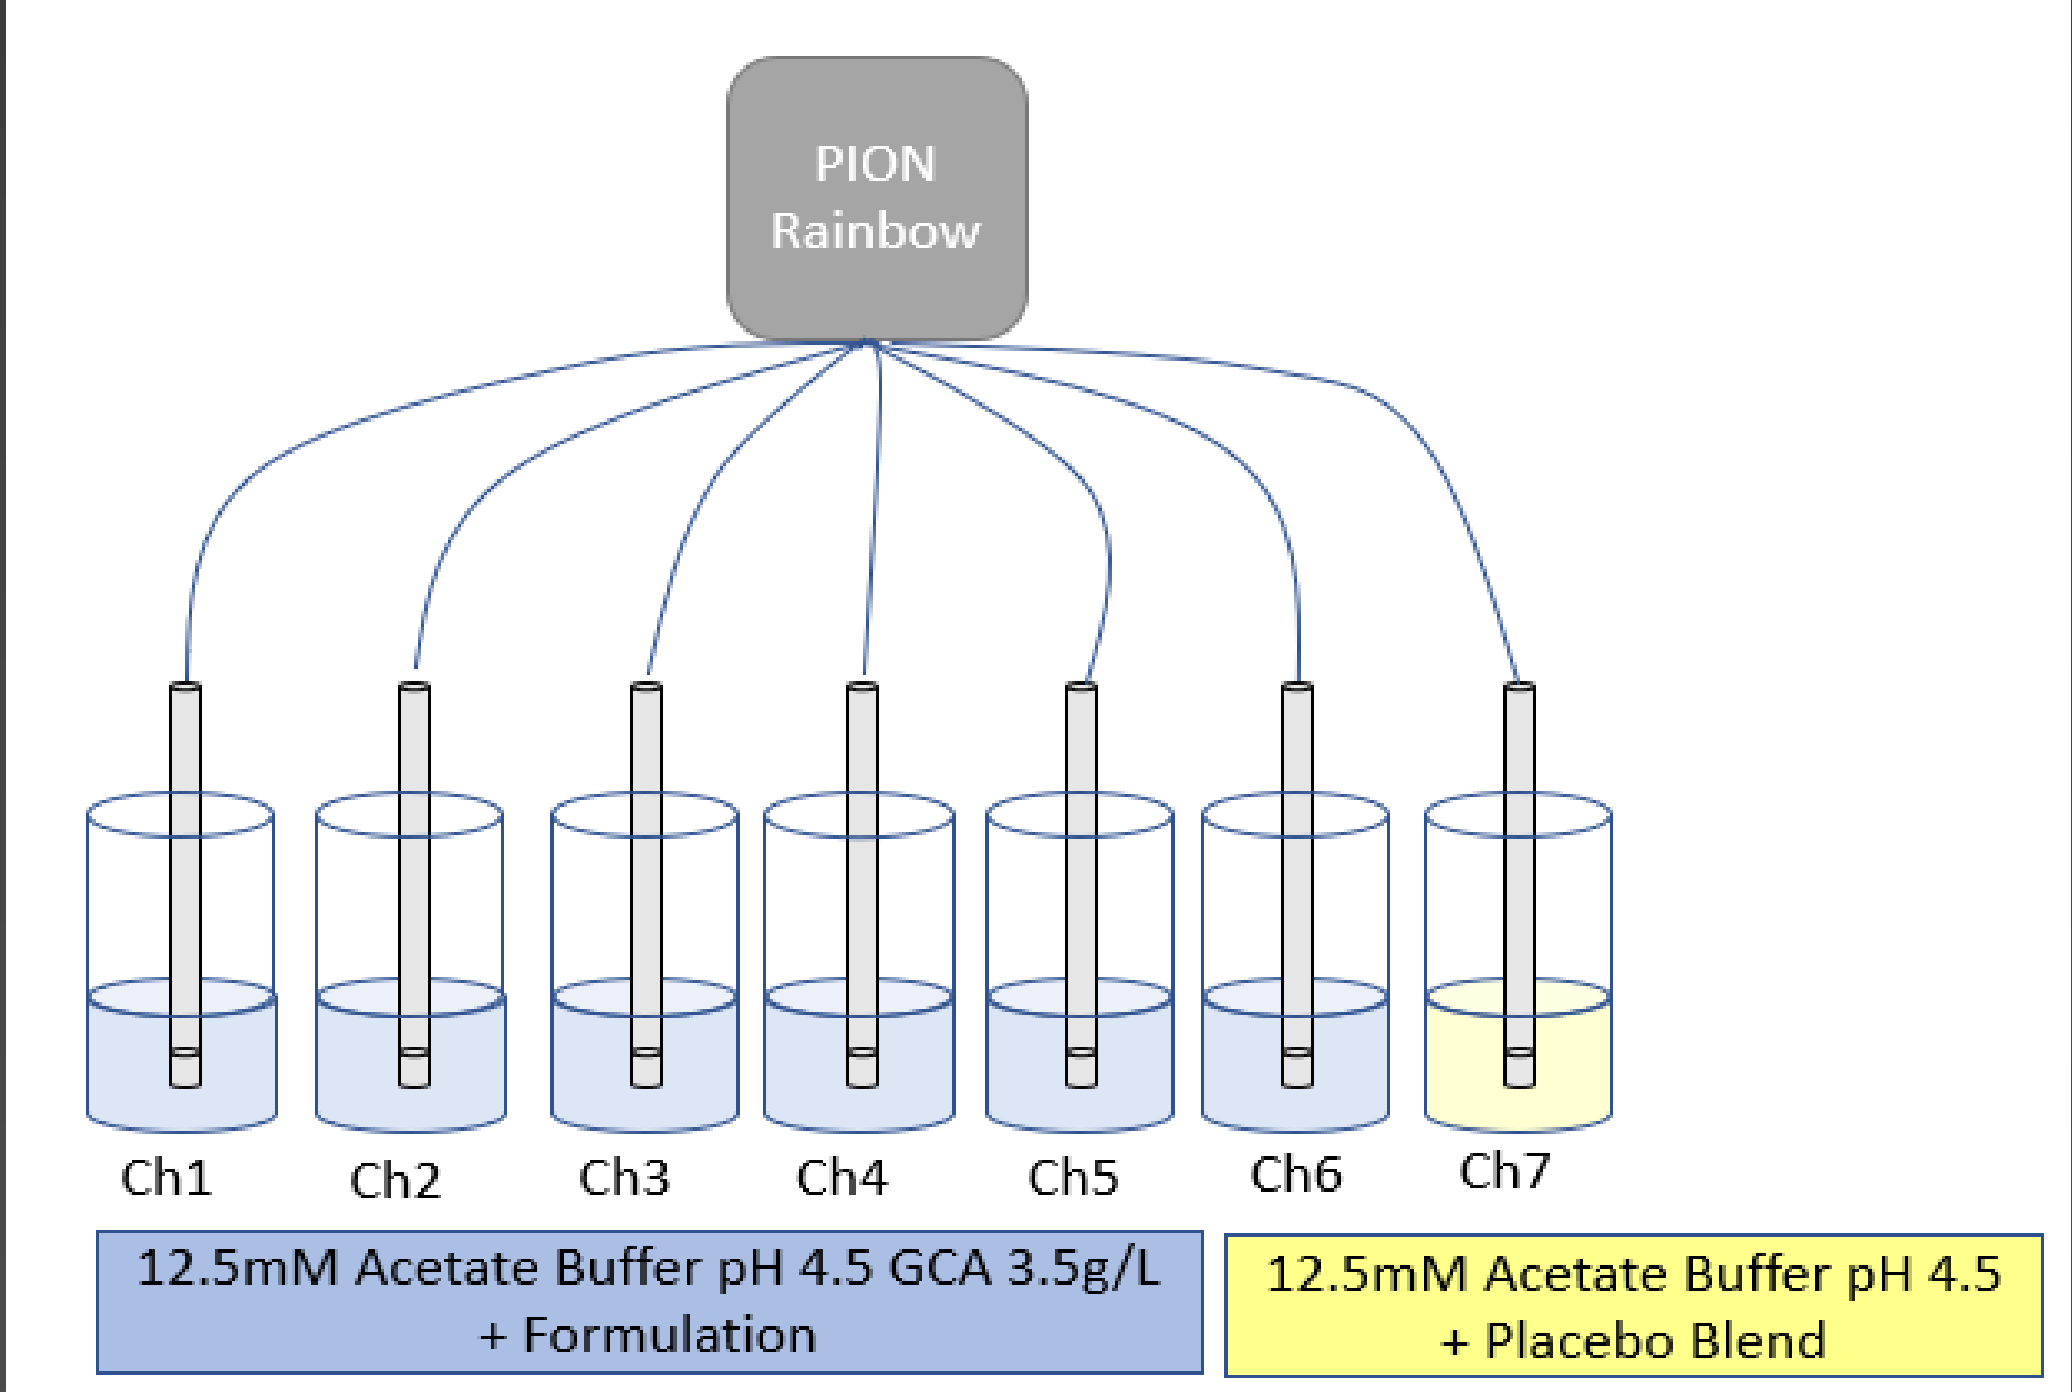 PION
Rainbow
Ch1
Ch2
Ch3
Ch4
Ch5
Ch6
Ch7
12.5mM Acetate Buffer pH 4.5 GCA 3.5g/L
+ Formulation
12.5mM Acetate Buffer pH 4.5
+ Placebo Blend